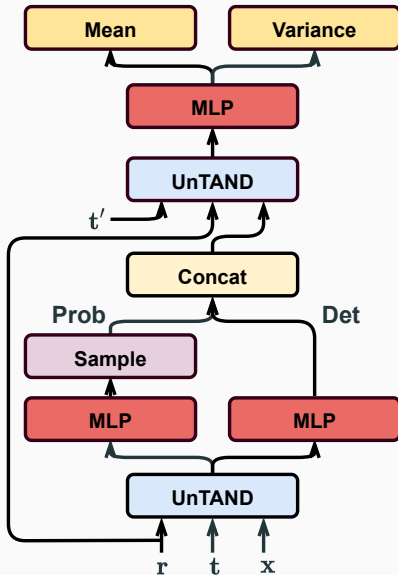 Mean Variance
MLP
UnTAND
t′
Concat
Prob Det
Sample
MLP MLP
UnTAND
r t x